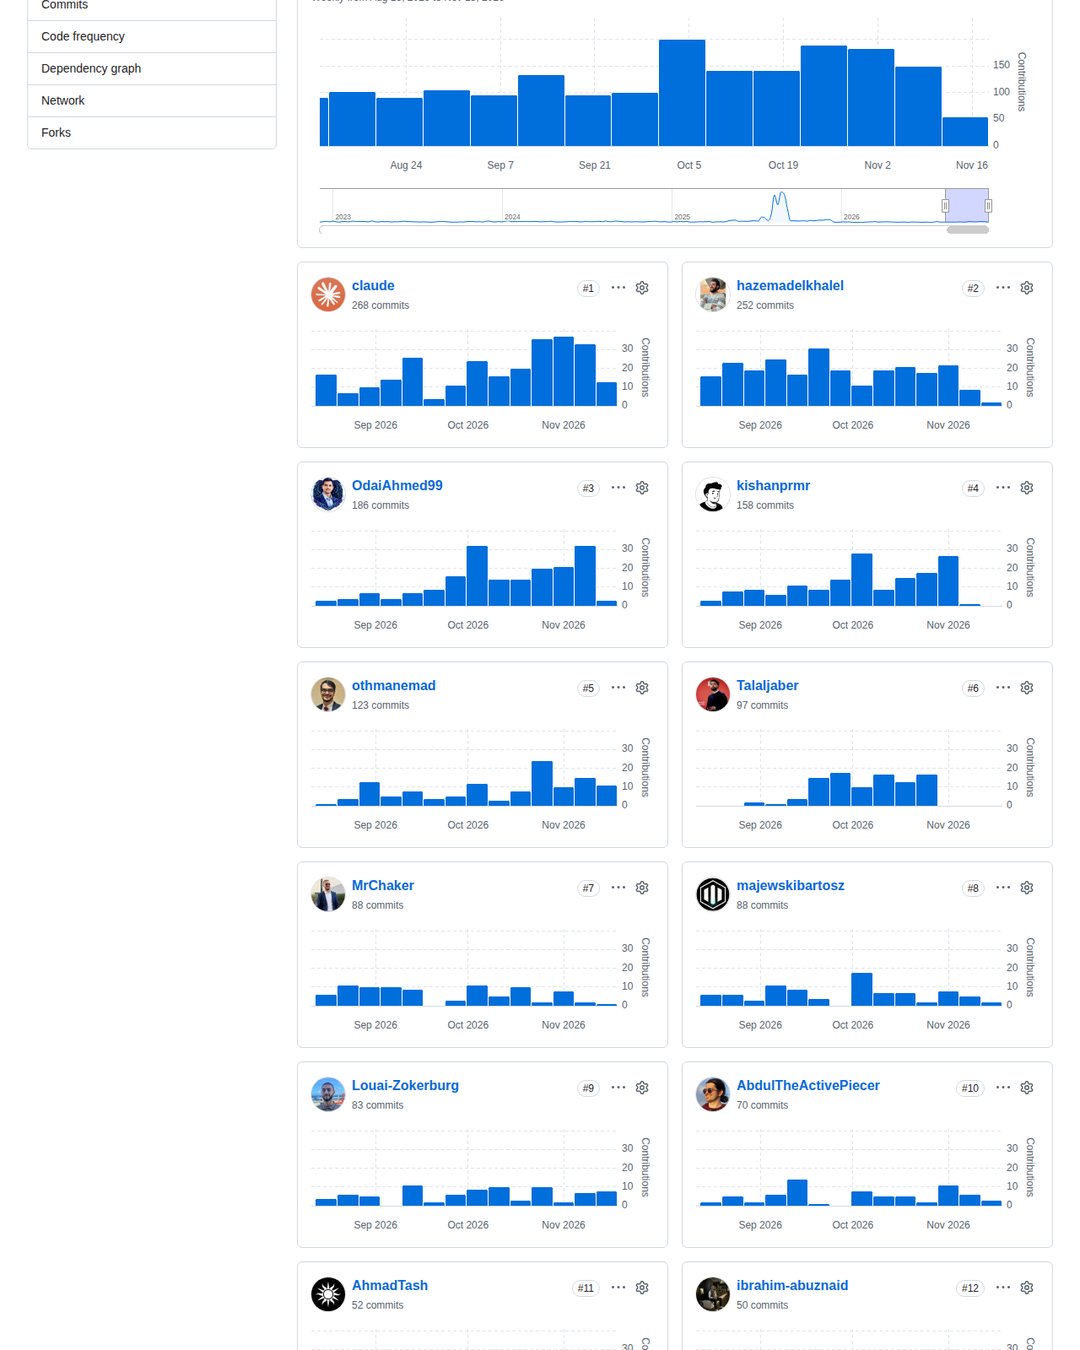 Commits
Code frequency
Dependency graph
Network
Forks
Contributions
150
100
50
0
Aug 24 Sep 7 Sep 21 Oct 5 Oct 19 Nov 2 Nov 16
2023 2024 2025 2026
claude #1
268 commits
30
20
10
0
Contributions
Sep 2026 Oct 2026 Nov 2026
hazemadelkhalel #2
252 commits
30
20
10
0
Contributions
Sep 2026 Oct 2026 Nov 2026
OdaiAhmed99 #3
186 commits
30
20
10
0
Contributions
Sep 2026 Oct 2026 Nov 2026
kishanprmr #4
158 commits
30
20
10
0
Contributions
Sep 2026 Oct 2026 Nov 2026
othmanemad #5
123 commits
30
20
10
0
Contributions
Sep 2026 Oct 2026 Nov 2026
Talaljaber #6
97 commits
30
20
10
0
Contributions
Sep 2026 Oct 2026 Nov 2026
MrChaker #7
88 commits
30
20
10
0
Contributions
Sep 2026 Oct 2026 Nov 2026
majewskibartosz #8
88 commits
30
20
10
0
Contributions
Sep 2026 Oct 2026 Nov 2026
Louai-Zokerburg #9
83 commits
30
20
10
0
Contributions
Sep 2026 Oct 2026 Nov 2026
AbdulTheActivePiecer #10
70 commits
30
20
10
0
Contributions
Sep 2026 Oct 2026 Nov 2026
AhmadTash #11
52 commits
30
ibrahim-abuznaid #12
50 commits
30